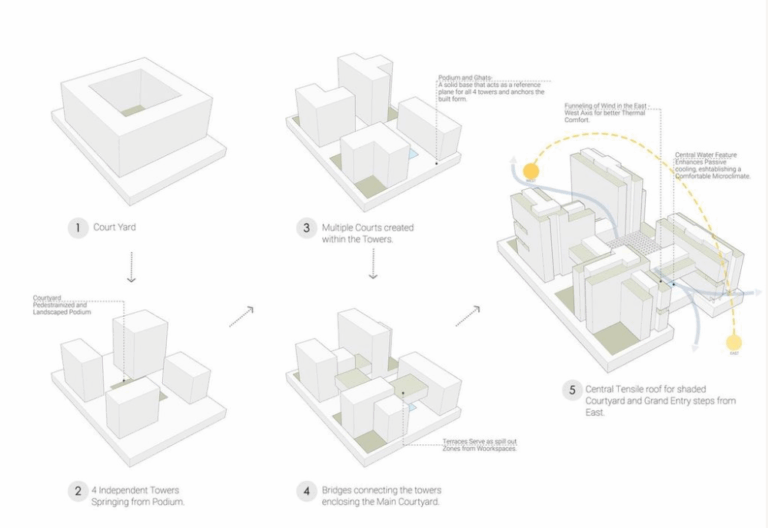 1 Court Yard
Courtyard
Pedestrianized and
Landscaped Podium
2 4 Independent Towers
Springing from Podium.
Podium and Ghats-
A solid base that acts as a reference
plane for all 4 towers and anchors the
built form.
3 Multiple Courts created
within the Towers.
Terraces Serve as spill out
Zones from Woorkspaces.
4 Bridges connecting the towers
enclosing the Main Courtyard.
Funneling of Wind in the East -
West Axis for better Thermal
Comfort
Central Water Feature
Enhances Passive
cooling, eshtablishing a
Comfortable Microclimate.
5 Central Tensile roof for shaded
Courtyard and Grand Entry steps from
East.